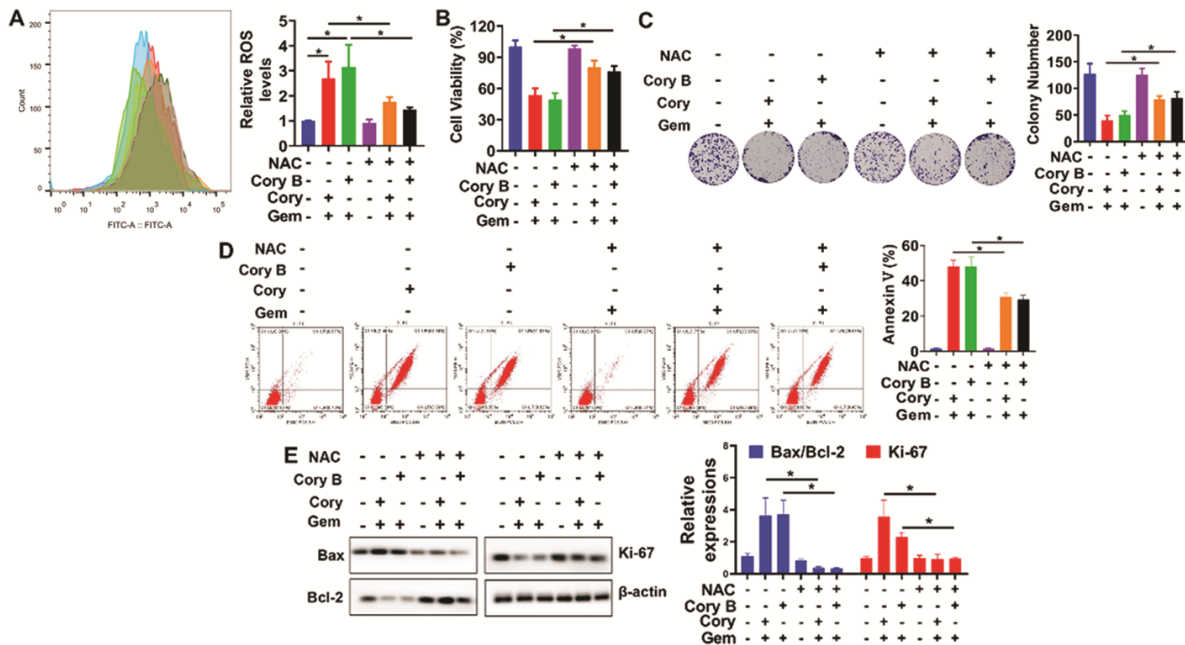 A
200
150
100
50
0
Count
10^0 10^1 10^2 10^3 10^4 10^5
FITC-A :: FITC-A
Relative ROS
levels
5
4
3
2
1
0
* * * *
NAC - - - + + +
Cory B - - + - - +
Cory - + - - + -
Gem - + + - + +
B
Cell Viability (%)
120
90
60
30
0
* *
NAC - - - + + +
Cory B - - + - - +
Cory - + - - + -
Gem - + + - + +
C
NAC - - - + + +
Cory B - - + - - +
Cory - + - - + -
Gem - + + - + +
Colony Nubmber
200
150
100
50
0
* *
NAC - - - + + +
Cory B - - + - - +
Cory - + - - + -
Gem - + + - + +
D
NAC - - - + + +
Cory B - - + - - +
Cory - + - - + -
Gem - - - + + +
Annexin V (%)
60
40
20
0
* *
NAC - - - + + +
Cory B - - + - - +
Cory - + - - + -
Gem - + + - + +
E
NAC - - - + + + - - - + + +
Cory B - - + - - + - - + - - +
Cory - + - - + - - + - - + -
Gem - + + - + + - + + - + +
Bax
Ki-67
Bcl-2
β-actin
Relative
expressions
8
6
4
2
0
Bax/Bcl-2
Ki-67
* * * *
NAC - - - + + + - - - + + +
Cory B - - + - - + - - + - - +
Cory - + - - + - - + - - + -
Gem - + + - + + - + + - + +